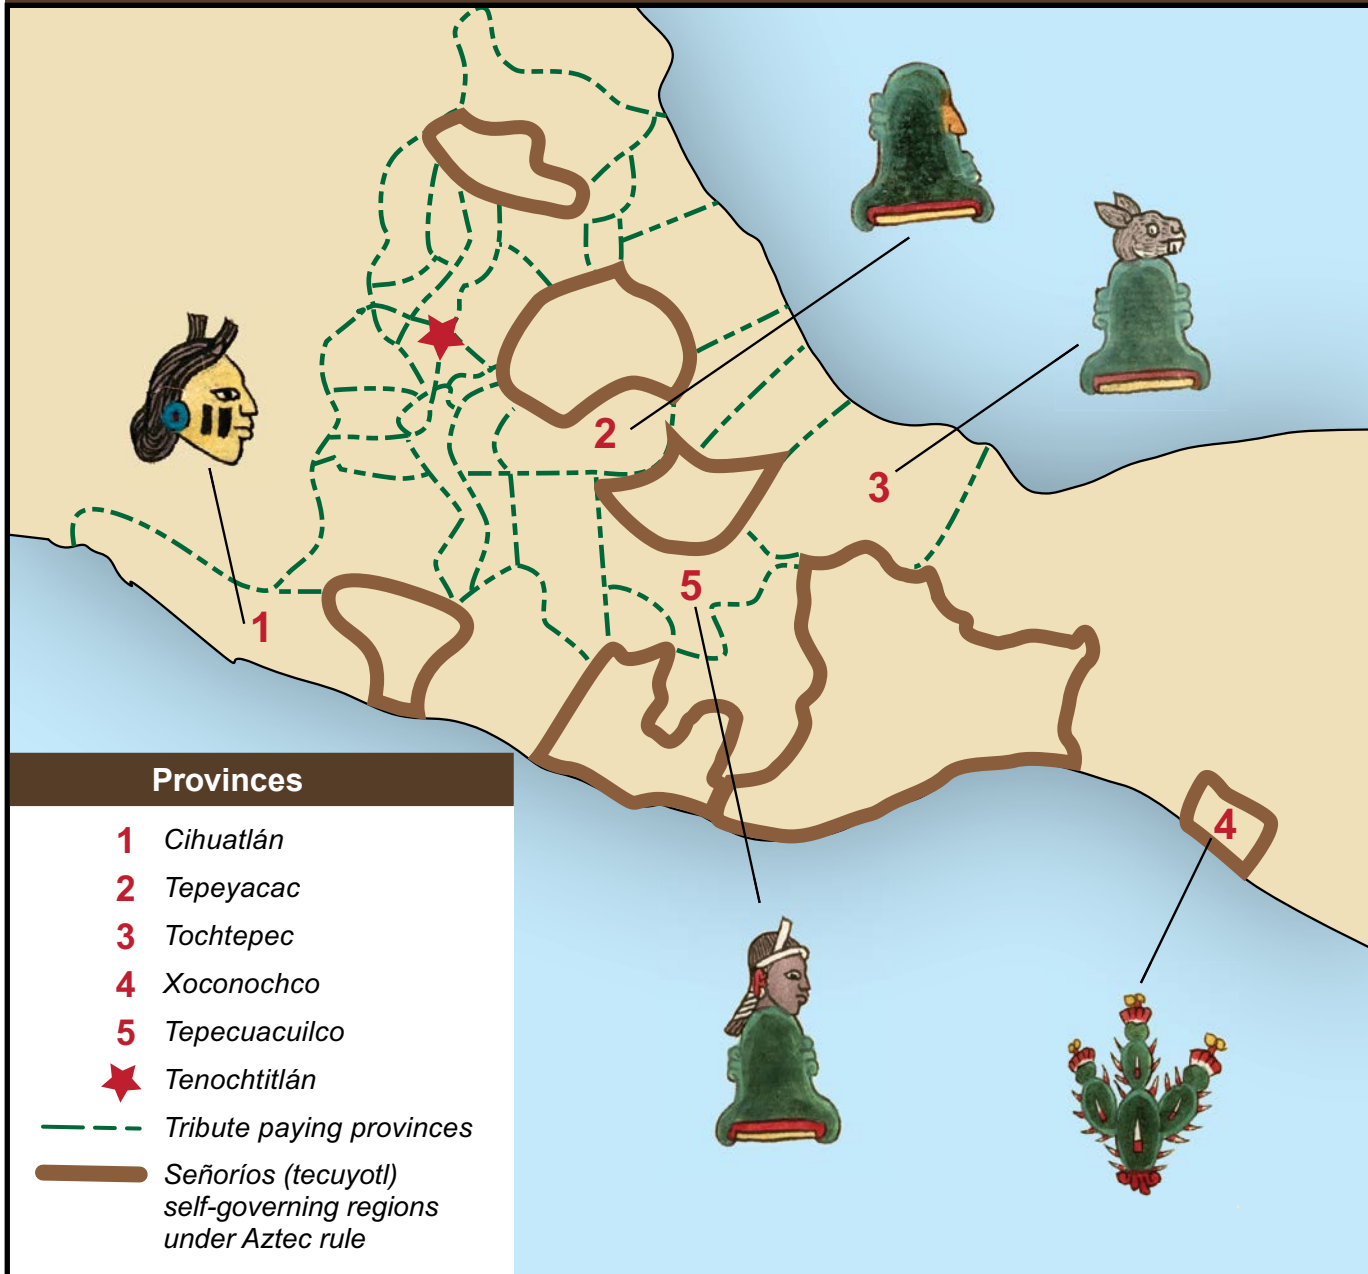 2
3
5
1
4
Provinces
1 Cihuatlán
2 Tepeyacac
3 Tochtepec
4 Xoconochco
5 Tepecuacuilco
Tenochtitlán
Tribute paying provinces
Señoríos (tecuyotl)
self-governing regions
under Aztec rule